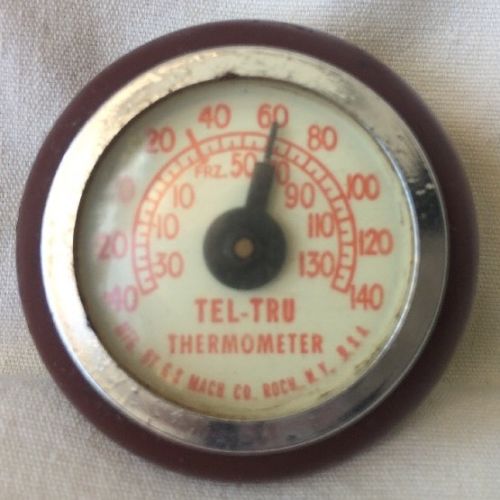 20 40 60 80
0 FRZ. 50 70 100
10 90
20 10 110 120
40 30 130 140
TEL-TRU
THERMOMETER
MFG. BY G-S MACH CO. ROCH. N.Y. U.S.A.